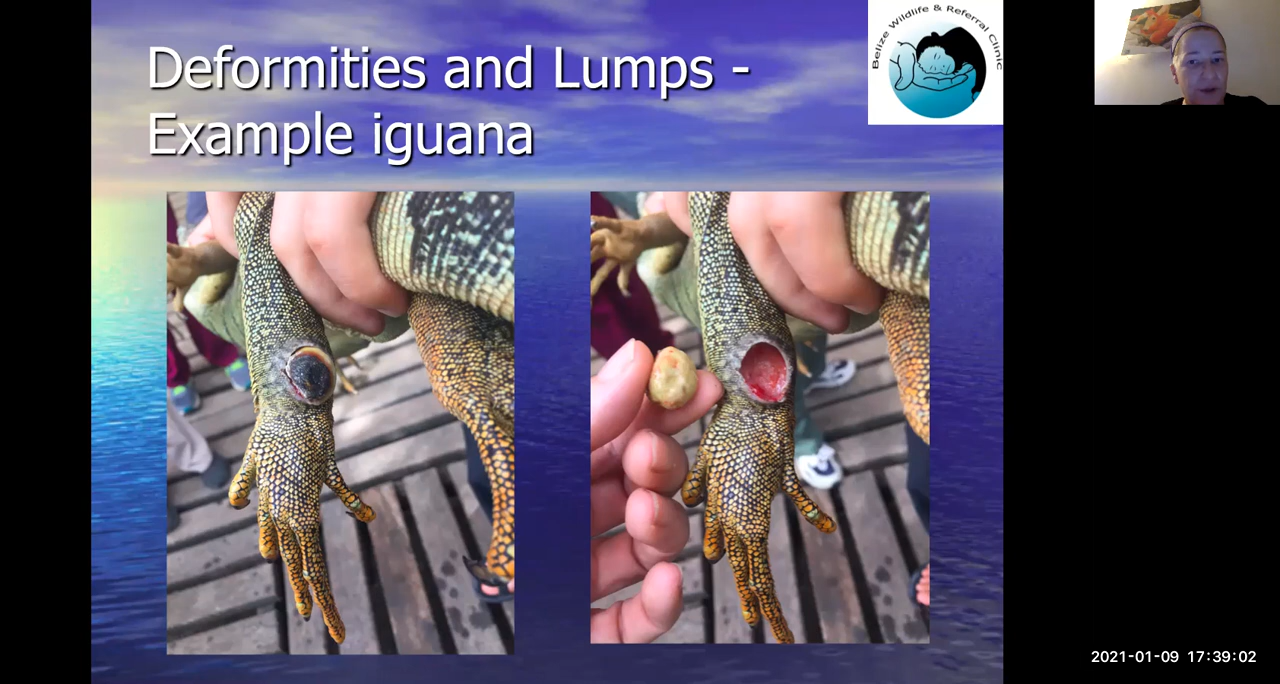 Deformities and Lumps -
Example iguana
Belize Wildlife & Referral Clinic
2021-01-09 17:39:02